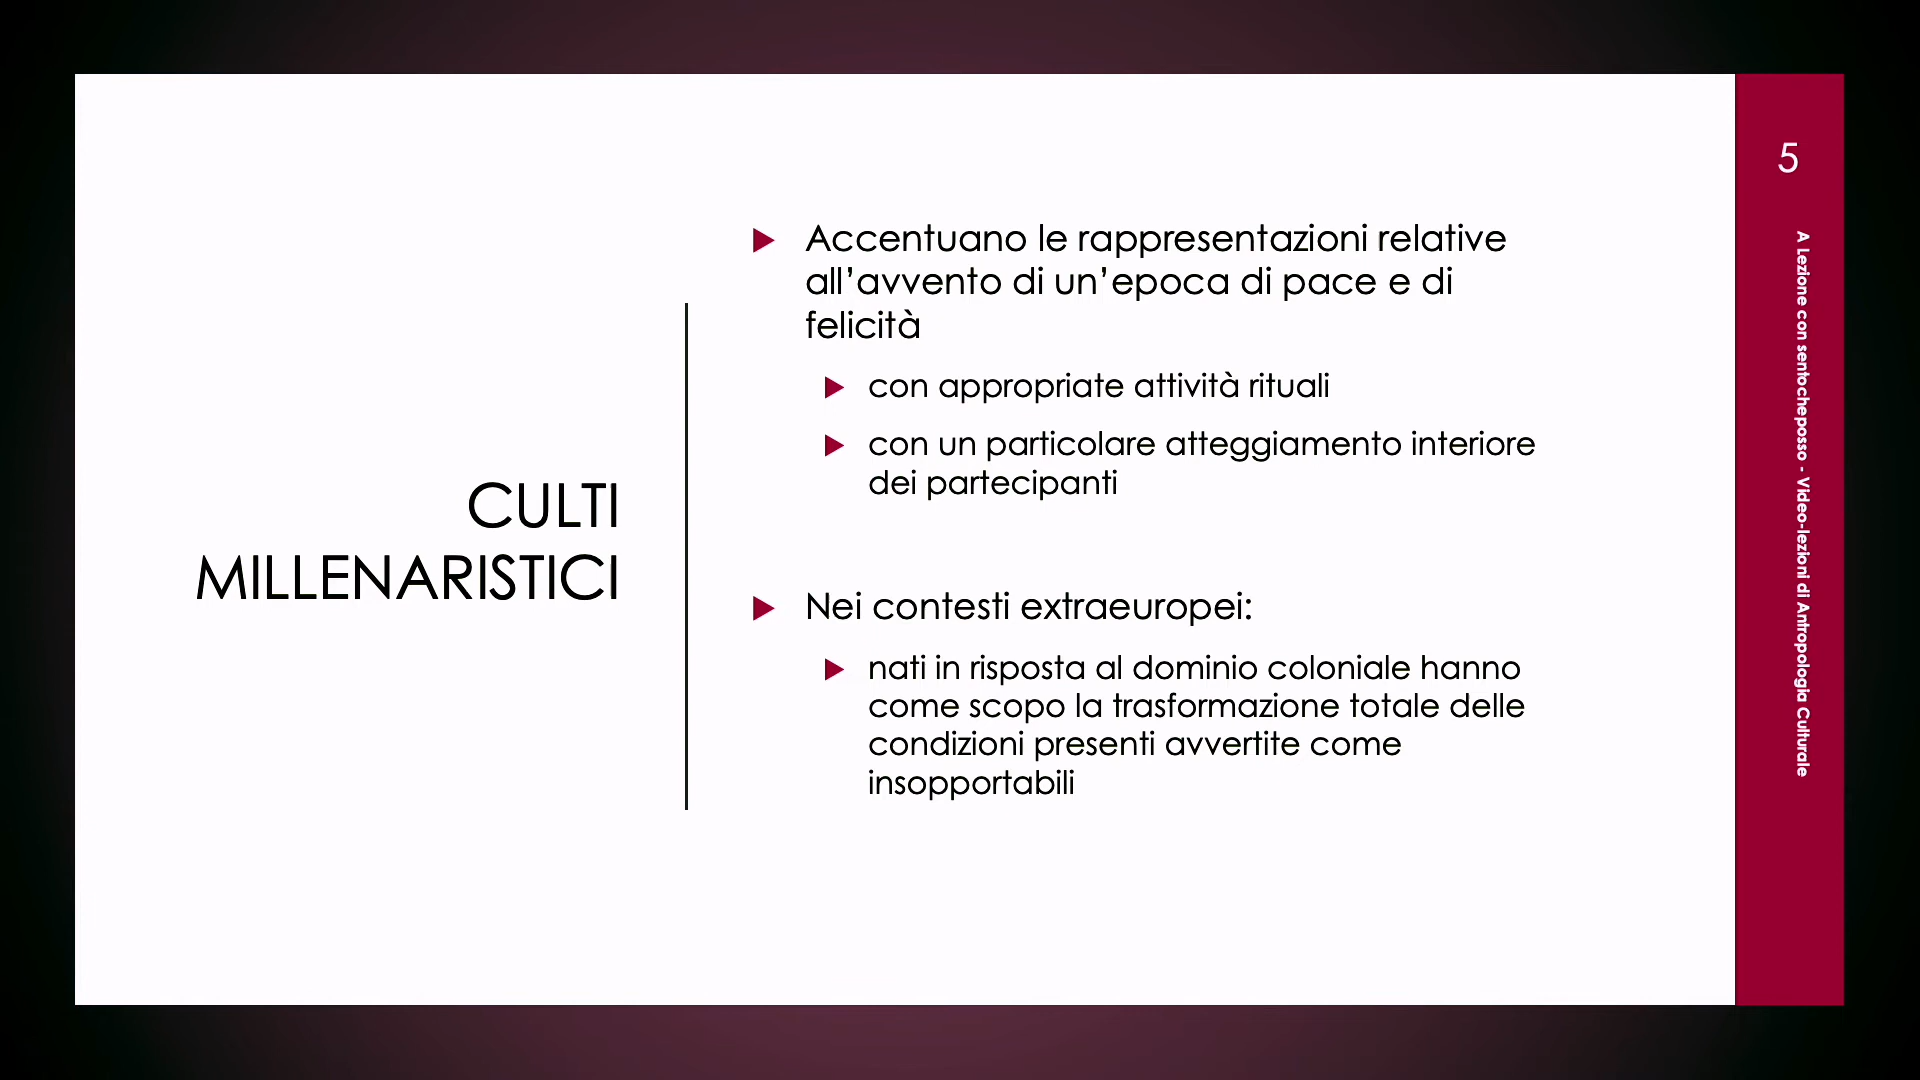 CULTI
MILLENARISTICI
Accentuano le rappresentazioni relative
all’avvento di un’epoca di pace e di
felicità
con appropriate attività rituali
con un particolare atteggiamento interiore
dei partecipanti
Nei contesti extraeuropei:
nati in risposta al dominio coloniale hanno
come scopo la trasformazione totale delle
condizioni presenti avvertite come
insopportabili
5
A Lezione con sentocheposso - Video-lezioni di Antropologia Culturale